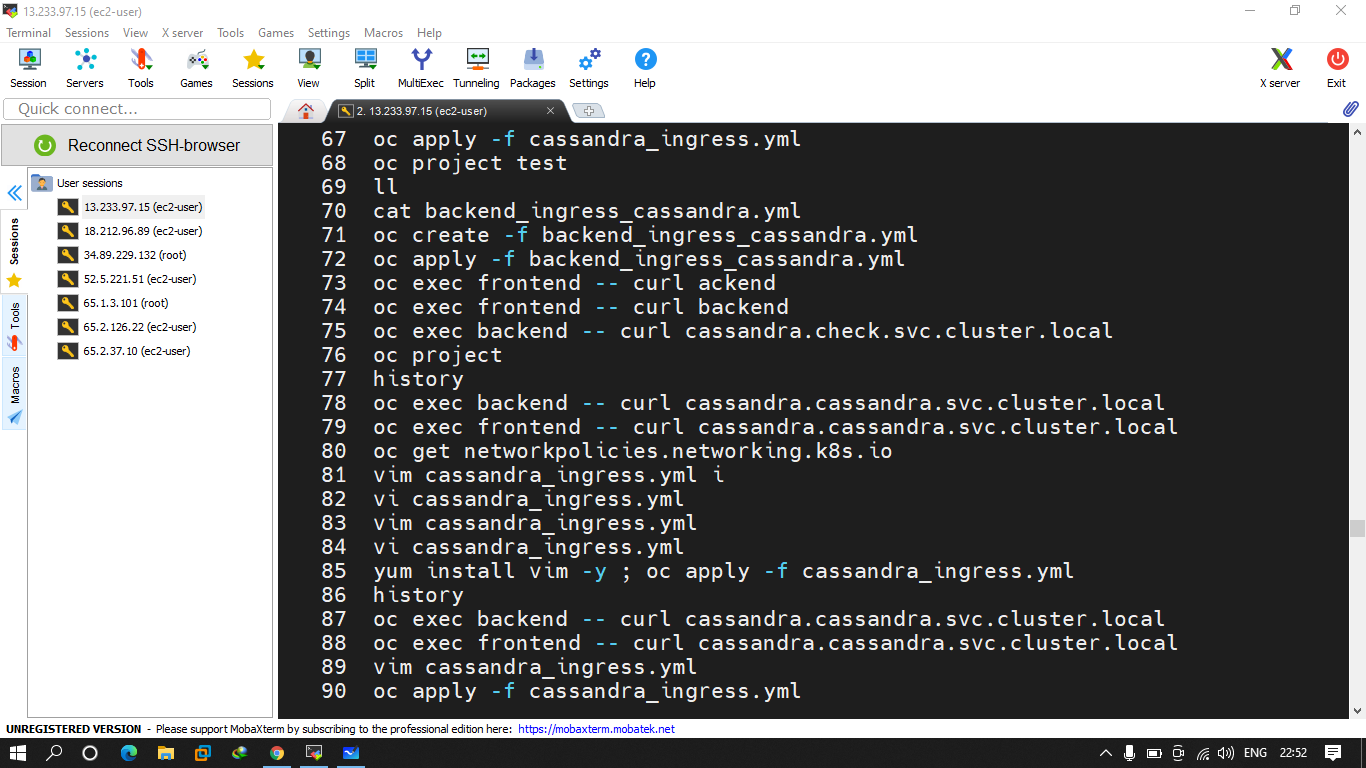 13.233.97.15 (ec2-user)
Terminal Sessions View X server Tools Games Settings Macros Help
Session Servers Tools Games Sessions View Split MultiExec Tunneling Packages Settings Help X server Exit
Quick connect...
2. 13.233.97.15 (ec2-user)
Reconnect SSH-browser
User sessions
13.233.97.15 (ec2-user)
18.212.96.89 (ec2-user)
34.89.229.132 (root)
52.5.221.51 (ec2-user)
65.1.3.101 (root)
65.2.126.22 (ec2-user)
65.2.37.10 (ec2-user)
Sessions
Tools
Macros
67 oc apply -f cassandra_ingress.yml
68 oc project test
69 ll
70 cat backend_ingress_cassandra.yml
71 oc create -f backend_ingress_cassandra.yml
72 oc apply -f backend_ingress_cassandra.yml
73 oc exec frontend -- curl ackend
74 oc exec frontend -- curl backend
75 oc exec backend -- curl cassandra.check.svc.cluster.local
76 oc project
77 history
78 oc exec backend -- curl cassandra.cassandra.svc.cluster.local
79 oc exec frontend -- curl cassandra.cassandra.svc.cluster.local
80 oc get networkpolicies.networking.k8s.io
81 vim cassandra_ingress.yml i
82 vi cassandra_ingress.yml
83 vim cassandra_ingress.yml
84 vi cassandra_ingress.yml
85 yum install vim -y ; oc apply -f cassandra_ingress.yml
86 history
87 oc exec backend -- curl cassandra.cassandra.svc.cluster.local
88 oc exec frontend -- curl cassandra.cassandra.svc.cluster.local
89 vim cassandra_ingress.yml
90 oc apply -f cassandra_ingress.yml
UNREGISTERED VERSION - Please support MobaXterm by subscribing to the professional edition here: https://mobaxterm.mobatek.net
ENG 22:52